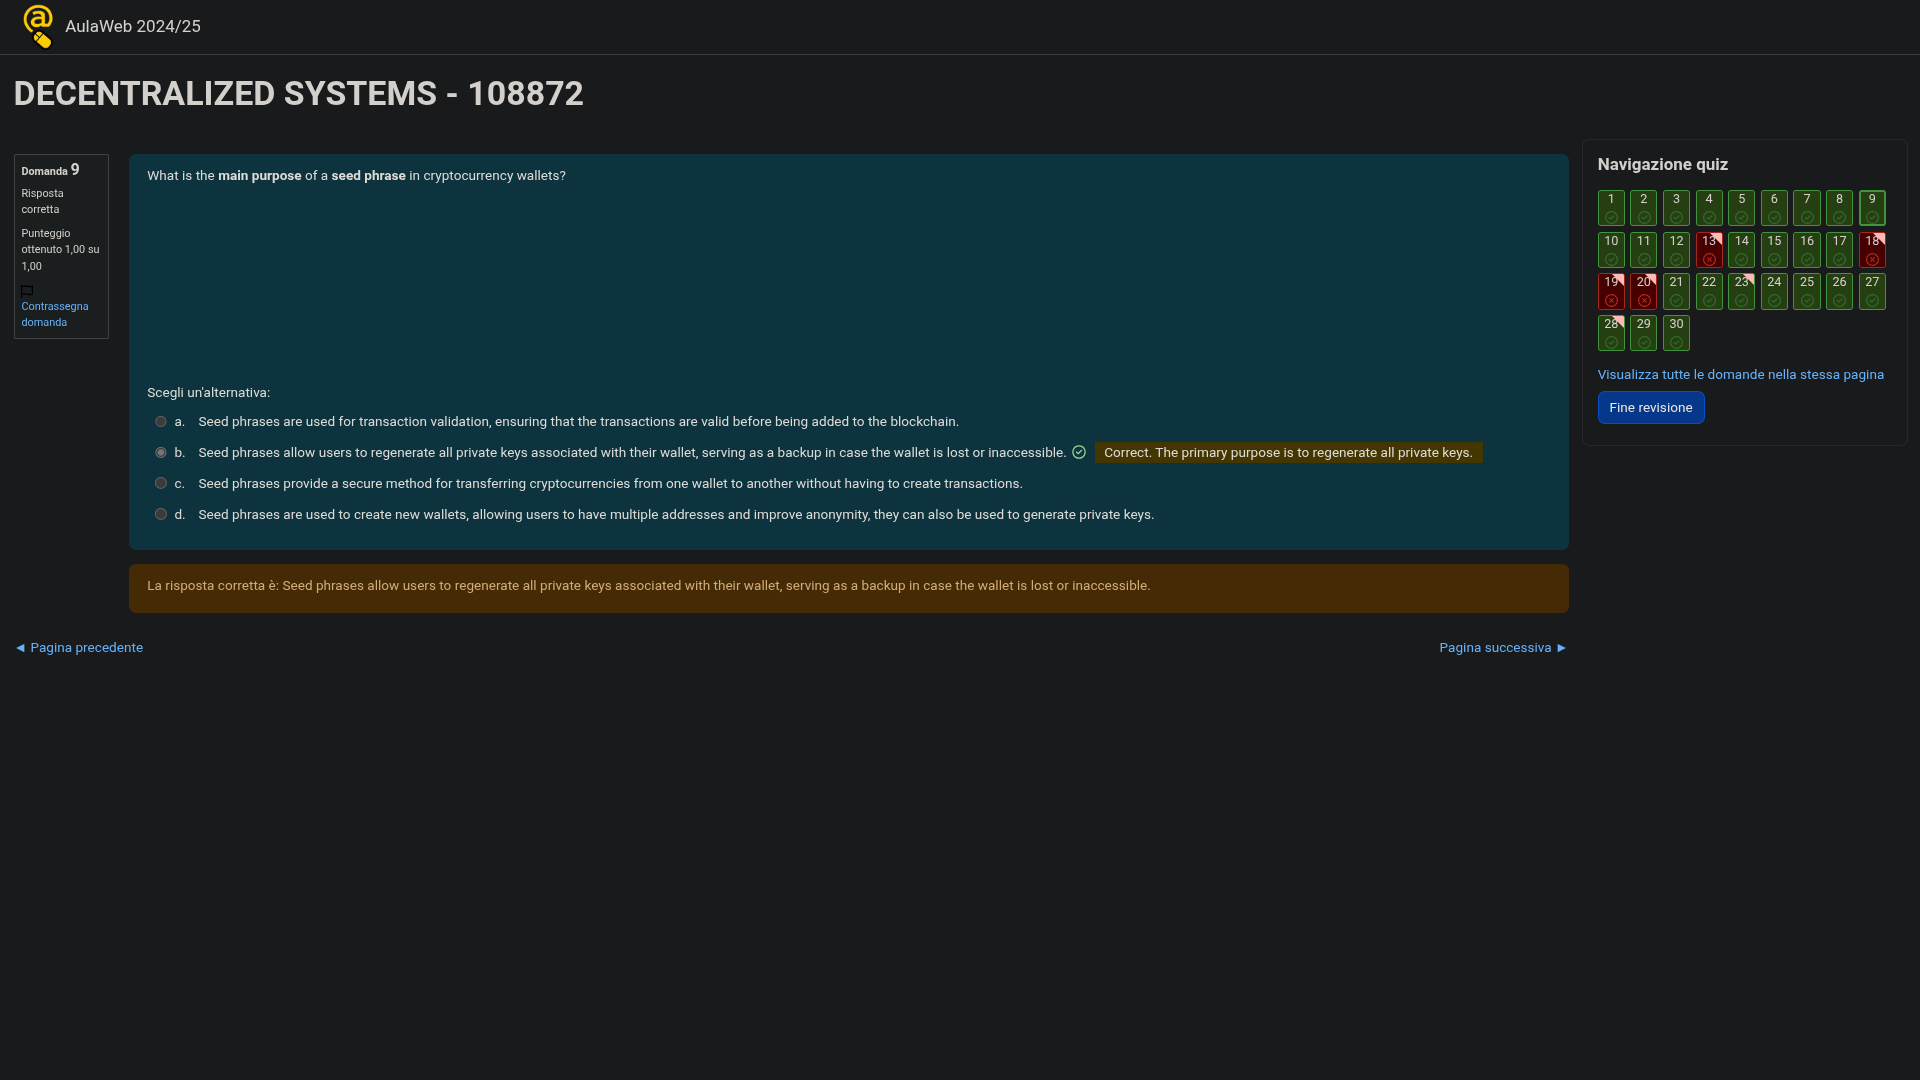 AulaWeb 2024/25
DECENTRALIZED SYSTEMS - 108872
Domanda 9
Risposta
corretta
Punteggio
ottenuto 1,00 su
1,00
Contrassegna
domanda
What is the main purpose of a seed phrase in cryptocurrency wallets?
Scegli un'alternativa:
a. Seed phrases are used for transaction validation, ensuring that the transactions are valid before being added to the blockchain.
b. Seed phrases allow users to regenerate all private keys associated with their wallet, serving as a backup in case the wallet is lost or inaccessible. Correct. The primary purpose is to regenerate all private keys.
c. Seed phrases provide a secure method for transferring cryptocurrencies from one wallet to another without having to create transactions.
d. Seed phrases are used to create new wallets, allowing users to have multiple addresses and improve anonymity, they can also be used to generate private keys.
La risposta corretta è: Seed phrases allow users to regenerate all private keys associated with their wallet, serving as a backup in case the wallet is lost or inaccessible.
◄ Pagina precedente
Pagina successiva ►
Navigazione quiz
1 2 3 4 5 6 7 8 9
10 11 12 13 14 15 16 17 18
19 20 21 22 23 24 25 26 27
28 29 30
Visualizza tutte le domande nella stessa pagina
Fine revisione